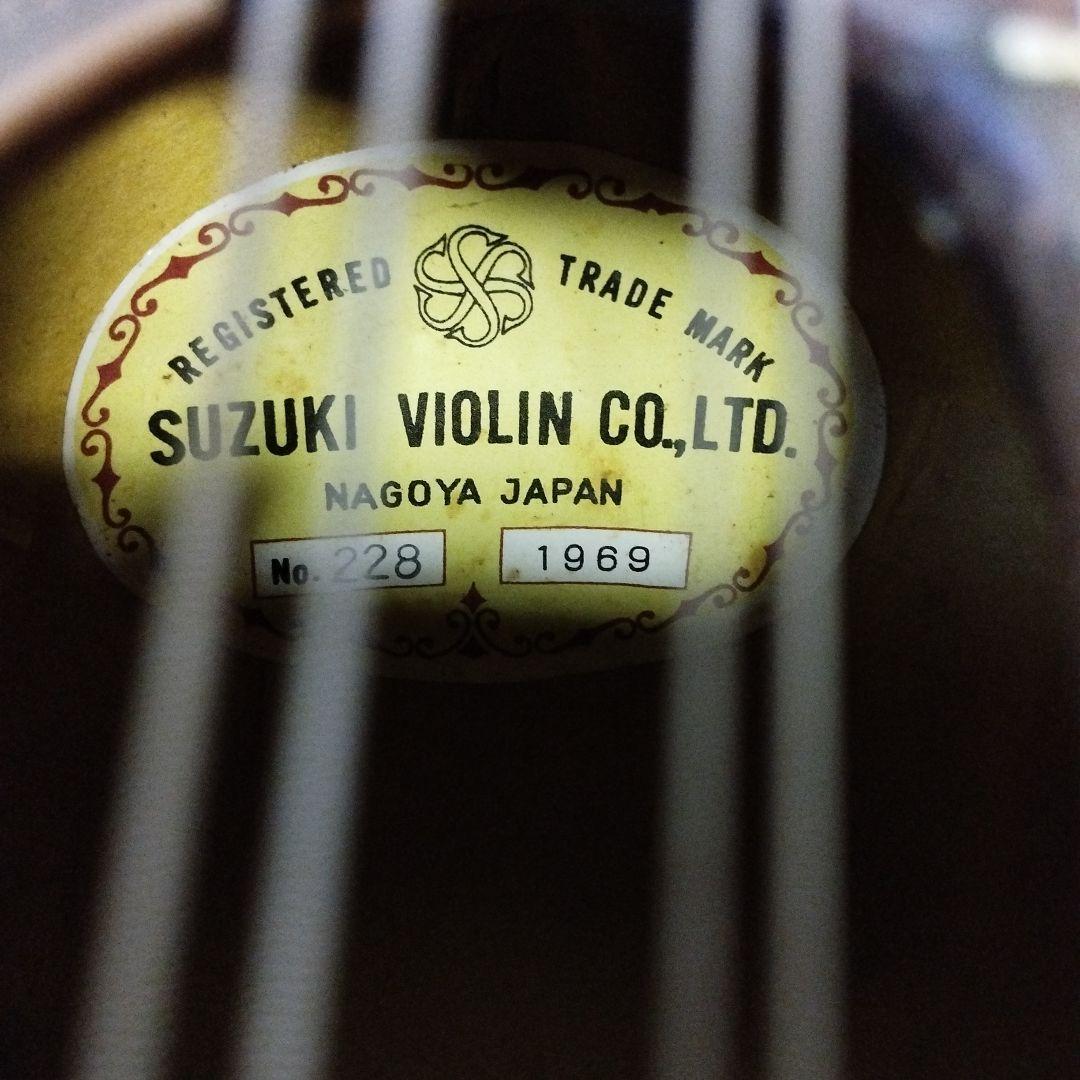 REGISTERED TRADE MARK
SUZUKI VIOLIN CO.,LTD.
NAGOYA JAPAN
No. 228 1969